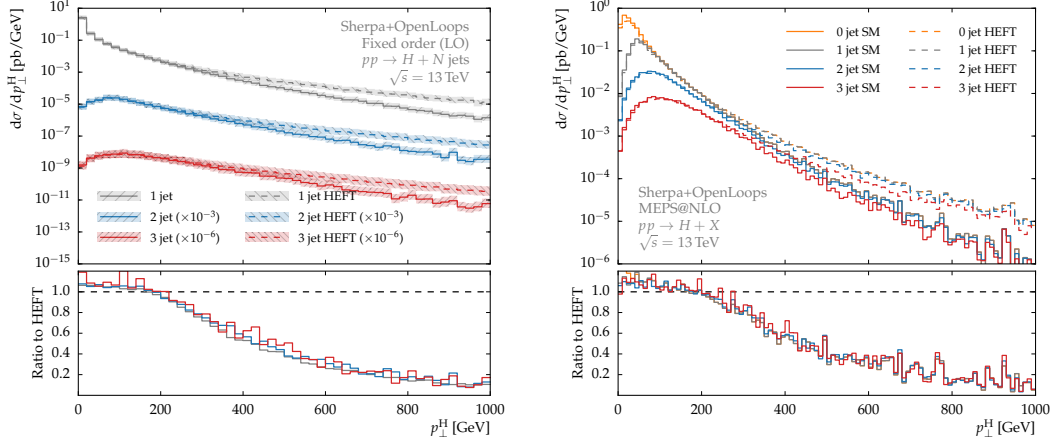 dσ/dp⊥^H [pb/GeV]
10^1
10^−1
10^−3
10^−5
10^−7
10^−9
10^−11
10^−13
10^−15
Sherpa+OpenLoops
Fixed order (LO)
pp → H + N jets
√s = 13 TeV
1 jet
2 jet (×10^−3)
3 jet (×10^−6)
1 jet HEFT
2 jet HEFT (×10^−3)
3 jet HEFT (×10^−6)
Ratio to HEFT
1.0
0.8
0.6
0.4
0.2
0 200 400 600 800 1000
p⊥^H [GeV]
dσ/dp⊥^H [pb/GeV]
10^0
10^−1
10^−2
10^−3
10^−4
10^−5
10^−6
0 jet SM
1 jet SM
2 jet SM
3 jet SM
0 jet HEFT
1 jet HEFT
2 jet HEFT
3 jet HEFT
Sherpa+OpenLoops
MEPS@NLO
pp → H + X
√s = 13 TeV
Ratio to HEFT
1.0
0.8
0.6
0.4
0.2
0 200 400 600 800 1000
p⊥^H [GeV]